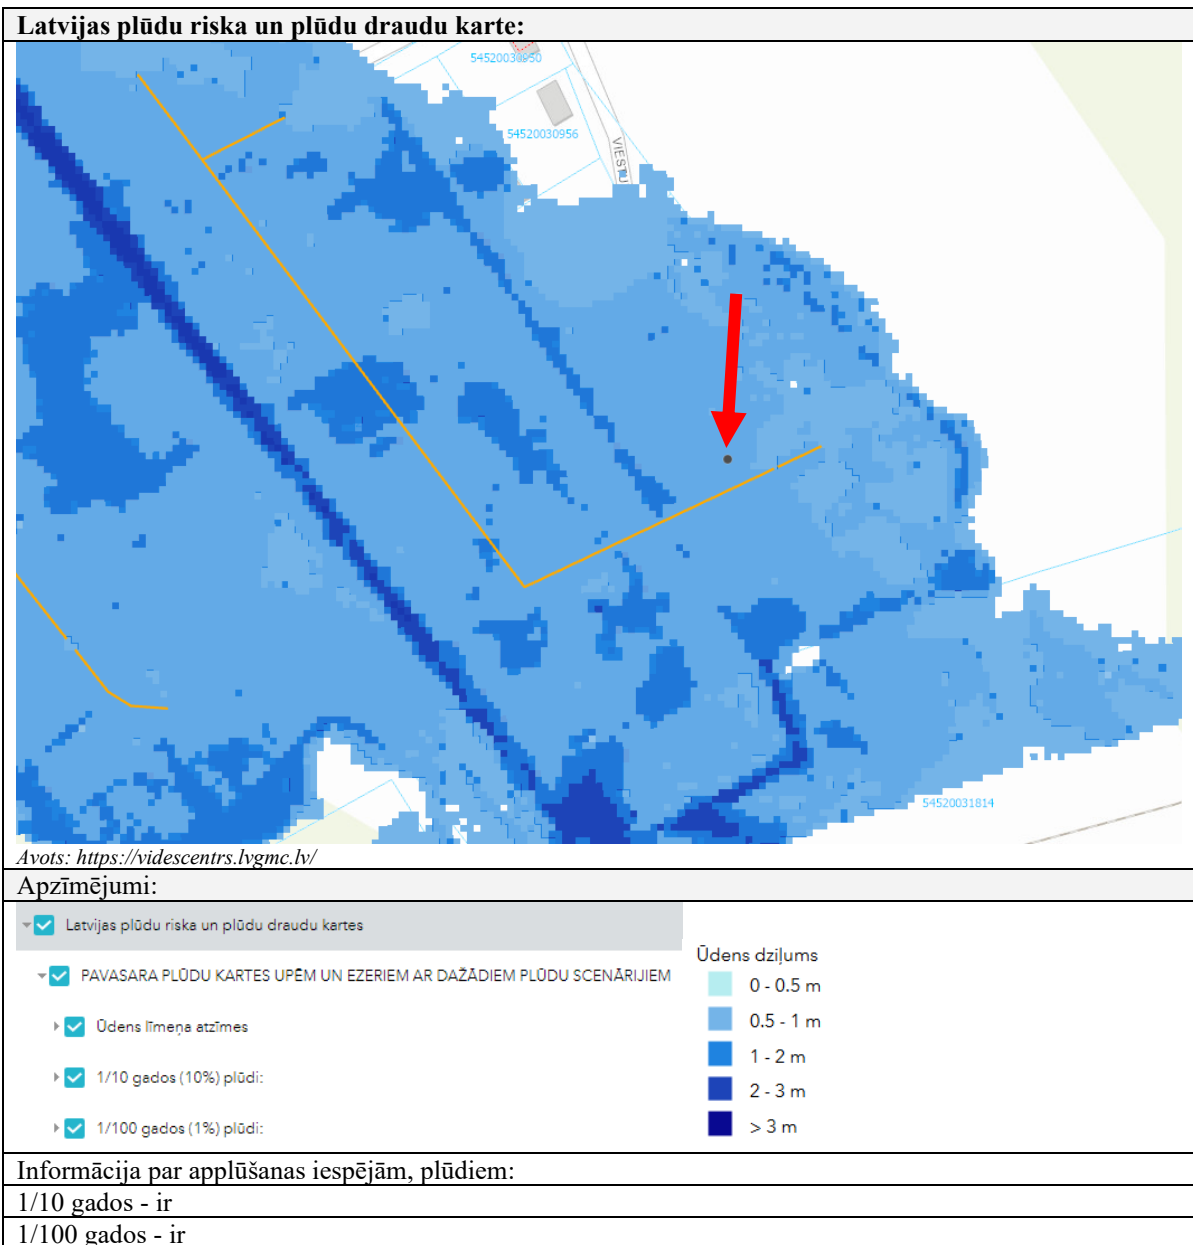 Latvijas plūdu riska un plūdu draudu karte:
54520030950
54520030956
VIESTU
54520031814
Avots: https://videscentrs.lvgmc.lv/
Apzīmējumi:
Latvijas plūdu riska un plūdu draudu kartes
PAVASARA PLŪDU KARTES UPĒM UN EZERIEM AR DAŽĀDIEM PLŪDU SCENĀRIJIEM
Ūdens līmeņa atzīmes
1/10 gados (10%) plūdi:
1/100 gados (1%) plūdi:
Ūdens dziļums
0 - 0.5 m
0.5 - 1 m
1 - 2 m
2 - 3 m
> 3 m
Informācija par applūšanas iespējām, plūdiem:
1/10 gados - ir
1/100 gados - ir